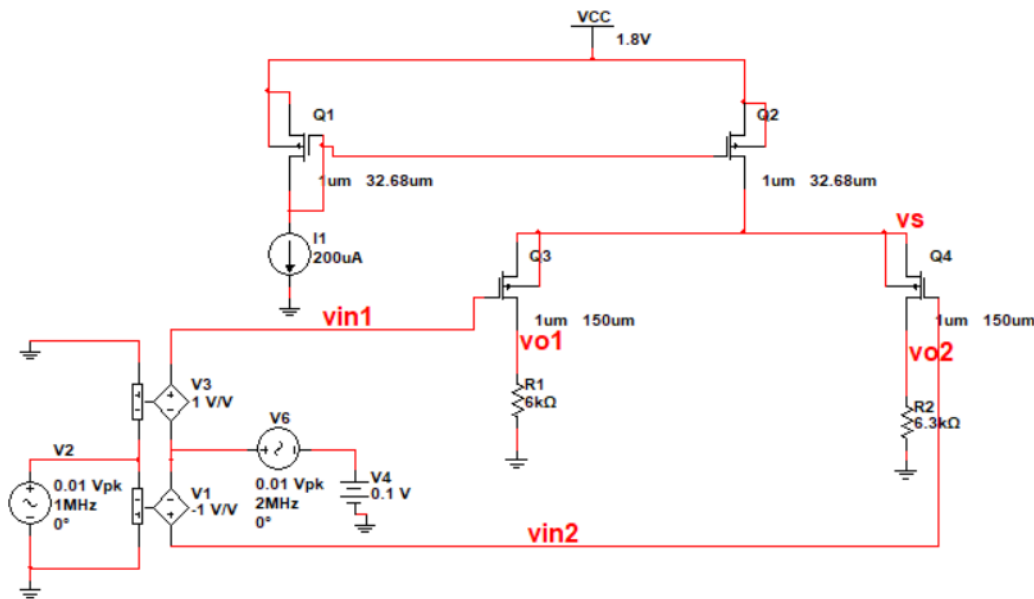 VCC
1.8V
Q1
Q2
1um 32.68um
1um 32.68um
I1
200uA
vs
Q3
Q4
vin1
1um 150um
1um 150um
vo1
vo2
V3
1 V/V
R1
6kΩ
R2
6.3kΩ
V2
V6
0.01 Vpk
1MHz
0°
V1
-1 V/V
0.01 Vpk
2MHz
0°
V4
0.1 V
vin2